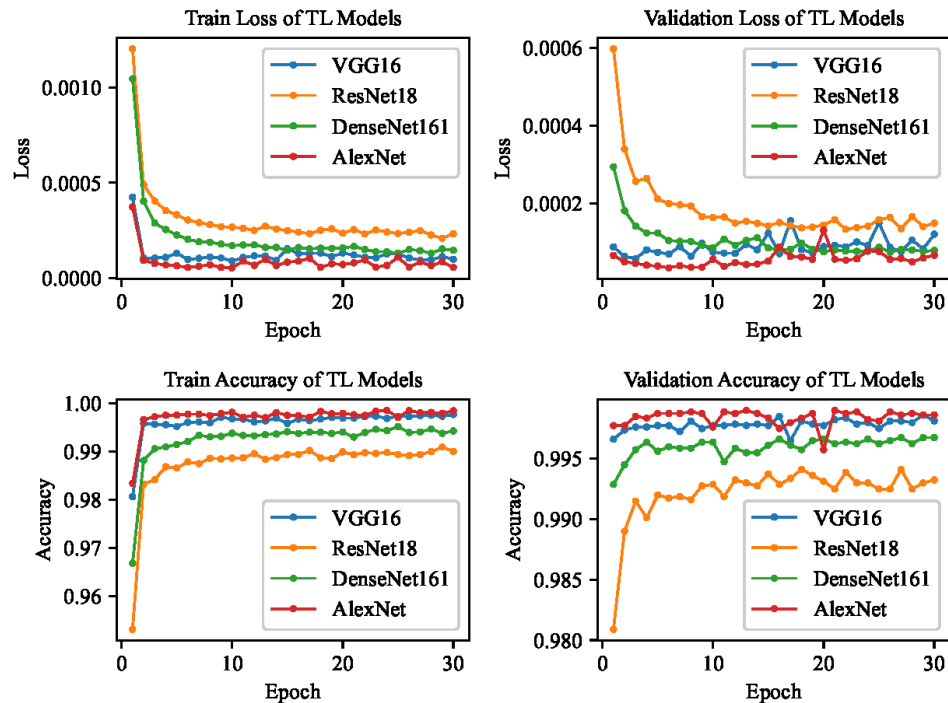 Train Loss of TL Models
Loss
0.0010
0.0005
0.0000
VGG16
ResNet18
DenseNet161
AlexNet
0
10
20
30
Epoch
Validation Loss of TL Models
Loss
0.0006
0.0004
0.0002
VGG16
ResNet18
DenseNet161
AlexNet
0
10
20
30
Epoch
Train Accuracy of TL Models
Accuracy
1.00
0.99
0.98
0.97
0.96
VGG16
ResNet18
DenseNet161
AlexNet
0
10
20
30
Epoch
Validation Accuracy of TL Models
Accuracy
0.995
0.990
0.985
0.980
VGG16
ResNet18
DenseNet161
AlexNet
0
10
20
30
Epoch